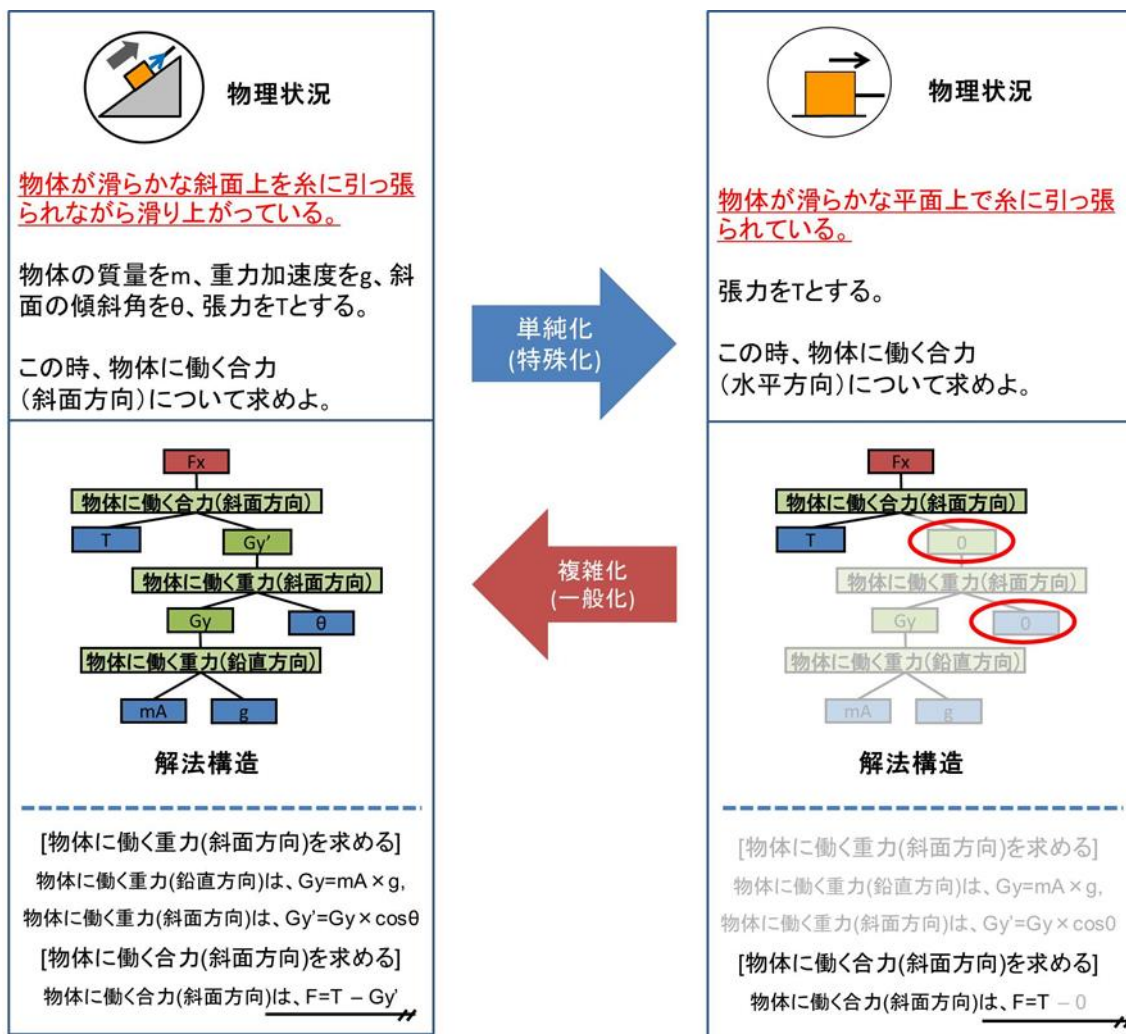 物理状況
物体が滑らかな斜面上を糸に引っ張
られながら滑り上がっている。
物体の質量をm、重力加速度をg、斜
面の傾斜角をθ、張力をTとする。
この時、物体に働く合力
(斜面方向)について求めよ。
Fx
物体に働く合力(斜面方向)
T
Gy’
物体に働く重力(斜面方向)
Gy
θ
物体に働く重力(鉛直方向)
mA
g
解法構造
[物体に働く重力(斜面方向)を求める]
物体に働く重力(鉛直方向)は、Gy=mA×g,
物体に働く重力(斜面方向)は、Gy’=Gy×cosθ
[物体に働く合力(斜面方向)を求める]
物体に働く合力(斜面方向)は、F=T – Gy’
単純化
(特殊化)
複雑化
(一般化)
物理状況
物体が滑らかな平面上で糸に引っ張
られている。
張力をTとする。
この時、物体に働く合力
(水平方向)について求めよ。
Fx
物体に働く合力(斜面方向)
T
0
物体に働く重力(斜面方向)
Gy
0
物体に働く重力(鉛直方向)
mA
g
解法構造
[物体に働く重力(斜面方向)を求める]
物体に働く重力(鉛直方向)は、Gy=mA×g,
物体に働く重力(斜面方向)は、Gy’=Gy×cos0
[物体に働く合力(斜面方向)を求める]
物体に働く合力(斜面方向)は、F=T – 0